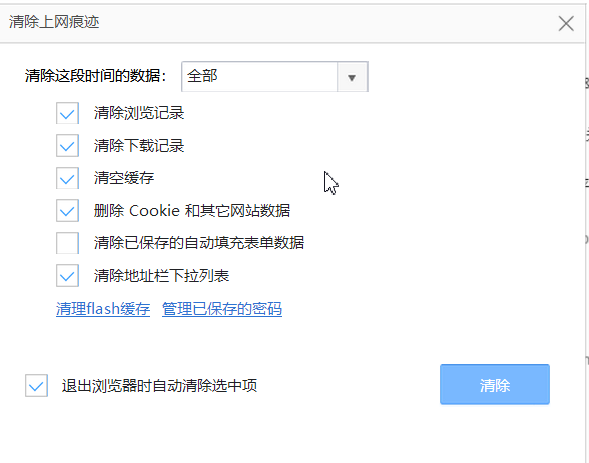 清除上网痕迹
清除这段时间的数据： 全部
清除浏览记录
清除下载记录
清空缓存
删除 Cookie 和其它网站数据
清除已保存的自动填充表单数据
清除地址栏下拉列表
清理flash缓存 管理已保存的密码
退出浏览器时自动清除选中项 清除